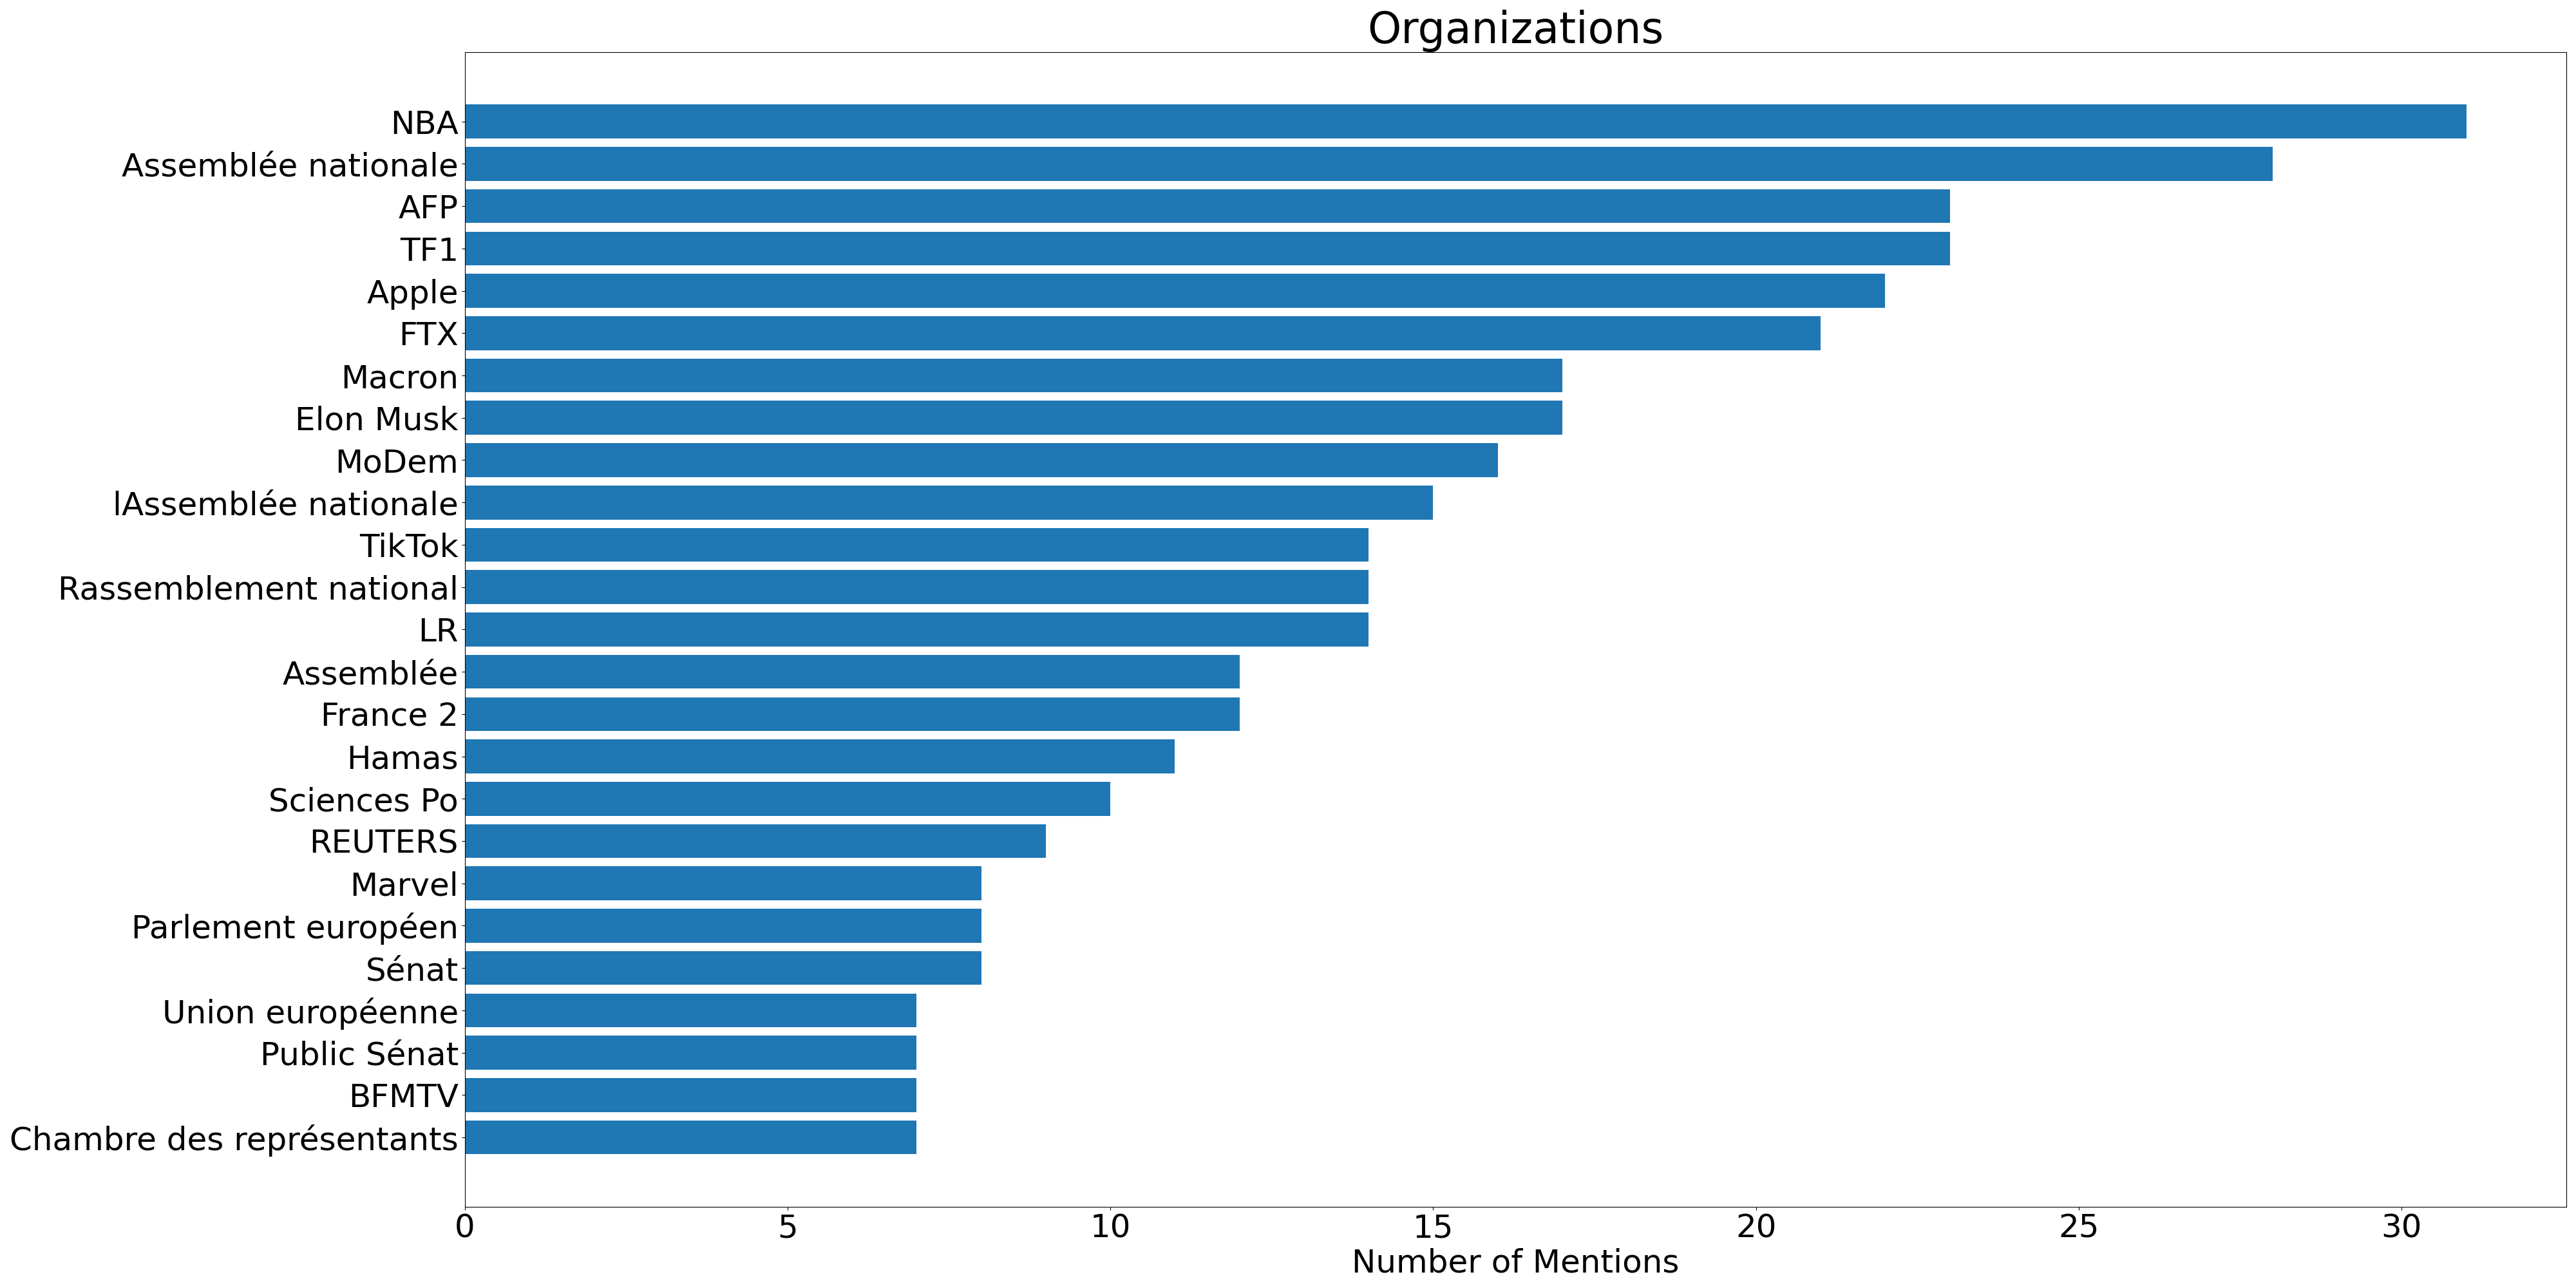 Organizations
NBA
Assemblée nationale
AFP
TF1
Apple
FTX
Macron
Elon Musk
MoDem
lAssemblée nationale
TikTok
Rassemblement national
LR
Assemblée
France 2
Hamas
Sciences Po
REUTERS
Marvel
Parlement européen
Sénat
Union européenne
Public Sénat
BFMTV
Chambre des représentants
0 5 10 15 20 25 30
Number of Mentions